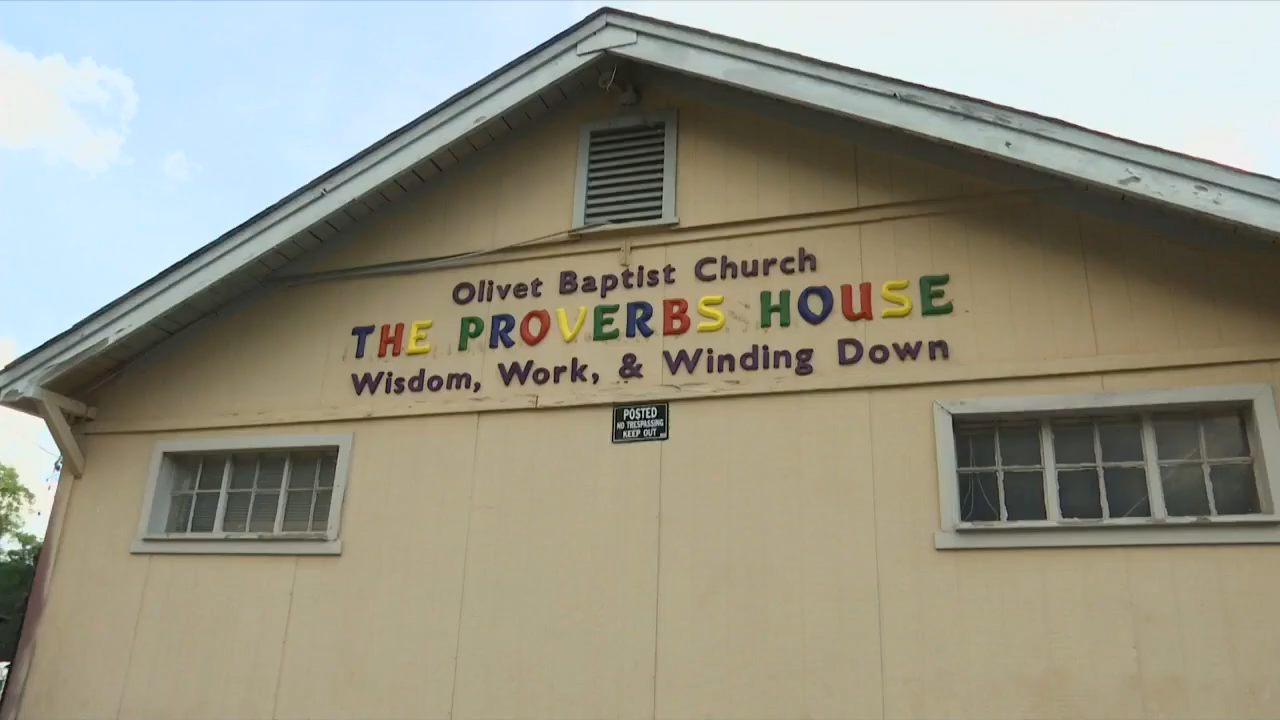 Olivet Baptist Church
THE PROVERBS HOUSE
Wisdom, Work, & Winding Down
POSTED
NO TRESPASSING
KEEP OUT